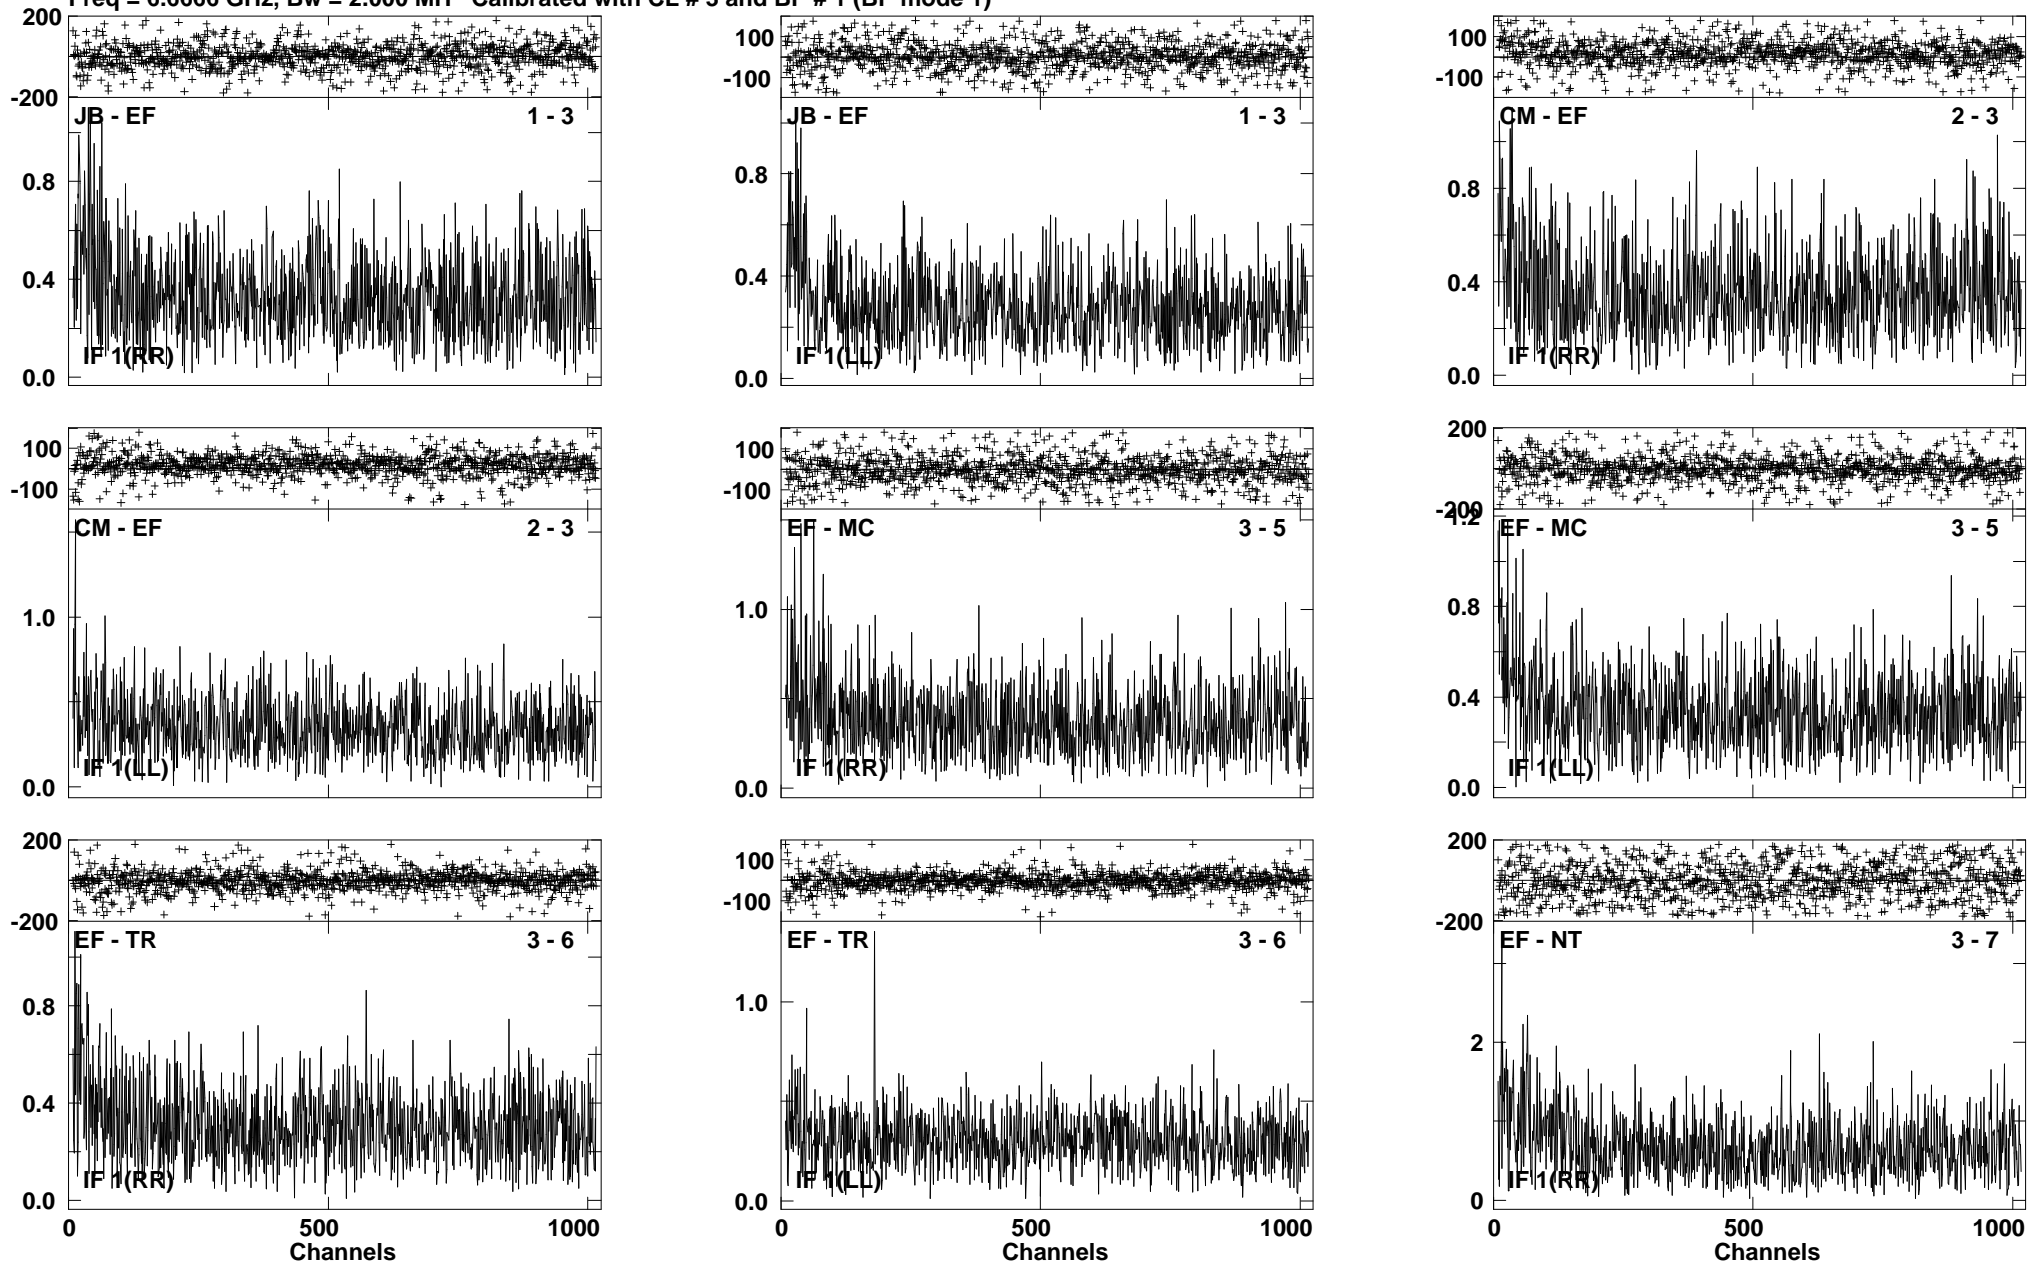 Calibrated with CL # 3 and BP # 1 (BP mode 1)
200
-200
JB - EF 1 - 3
0.8
0.4
0.0
IF 1(RR)
100
-100
JB - EF 1 - 3
0.8
0.4
0.0
IF 1(LL)
100
-100
CM - EF 2 - 3
0.8
0.4
0.0
IF 1(RR)
100
-100
CM - EF 2 - 3
1.0
0.0
IF 1(LL)
100
-100
EF - MC 3 - 5
1.0
0.0
IF 1(RR)
200
-200
1.2
EF - MC 3 - 5
0.8
0.4
0.0
IF 1(LL)
200
-200
EF - TR 3 - 6
0.8
0.4
0.0
IF 1(RR)
0 500 1000
Channels
100
-100
EF - TR 3 - 6
1.0
0.0
IF 1(LL)
0 500 1000
Channels
200
-200
EF - NT 3 - 7
2
0
IF 1(RR)
0 500 1000
Channels